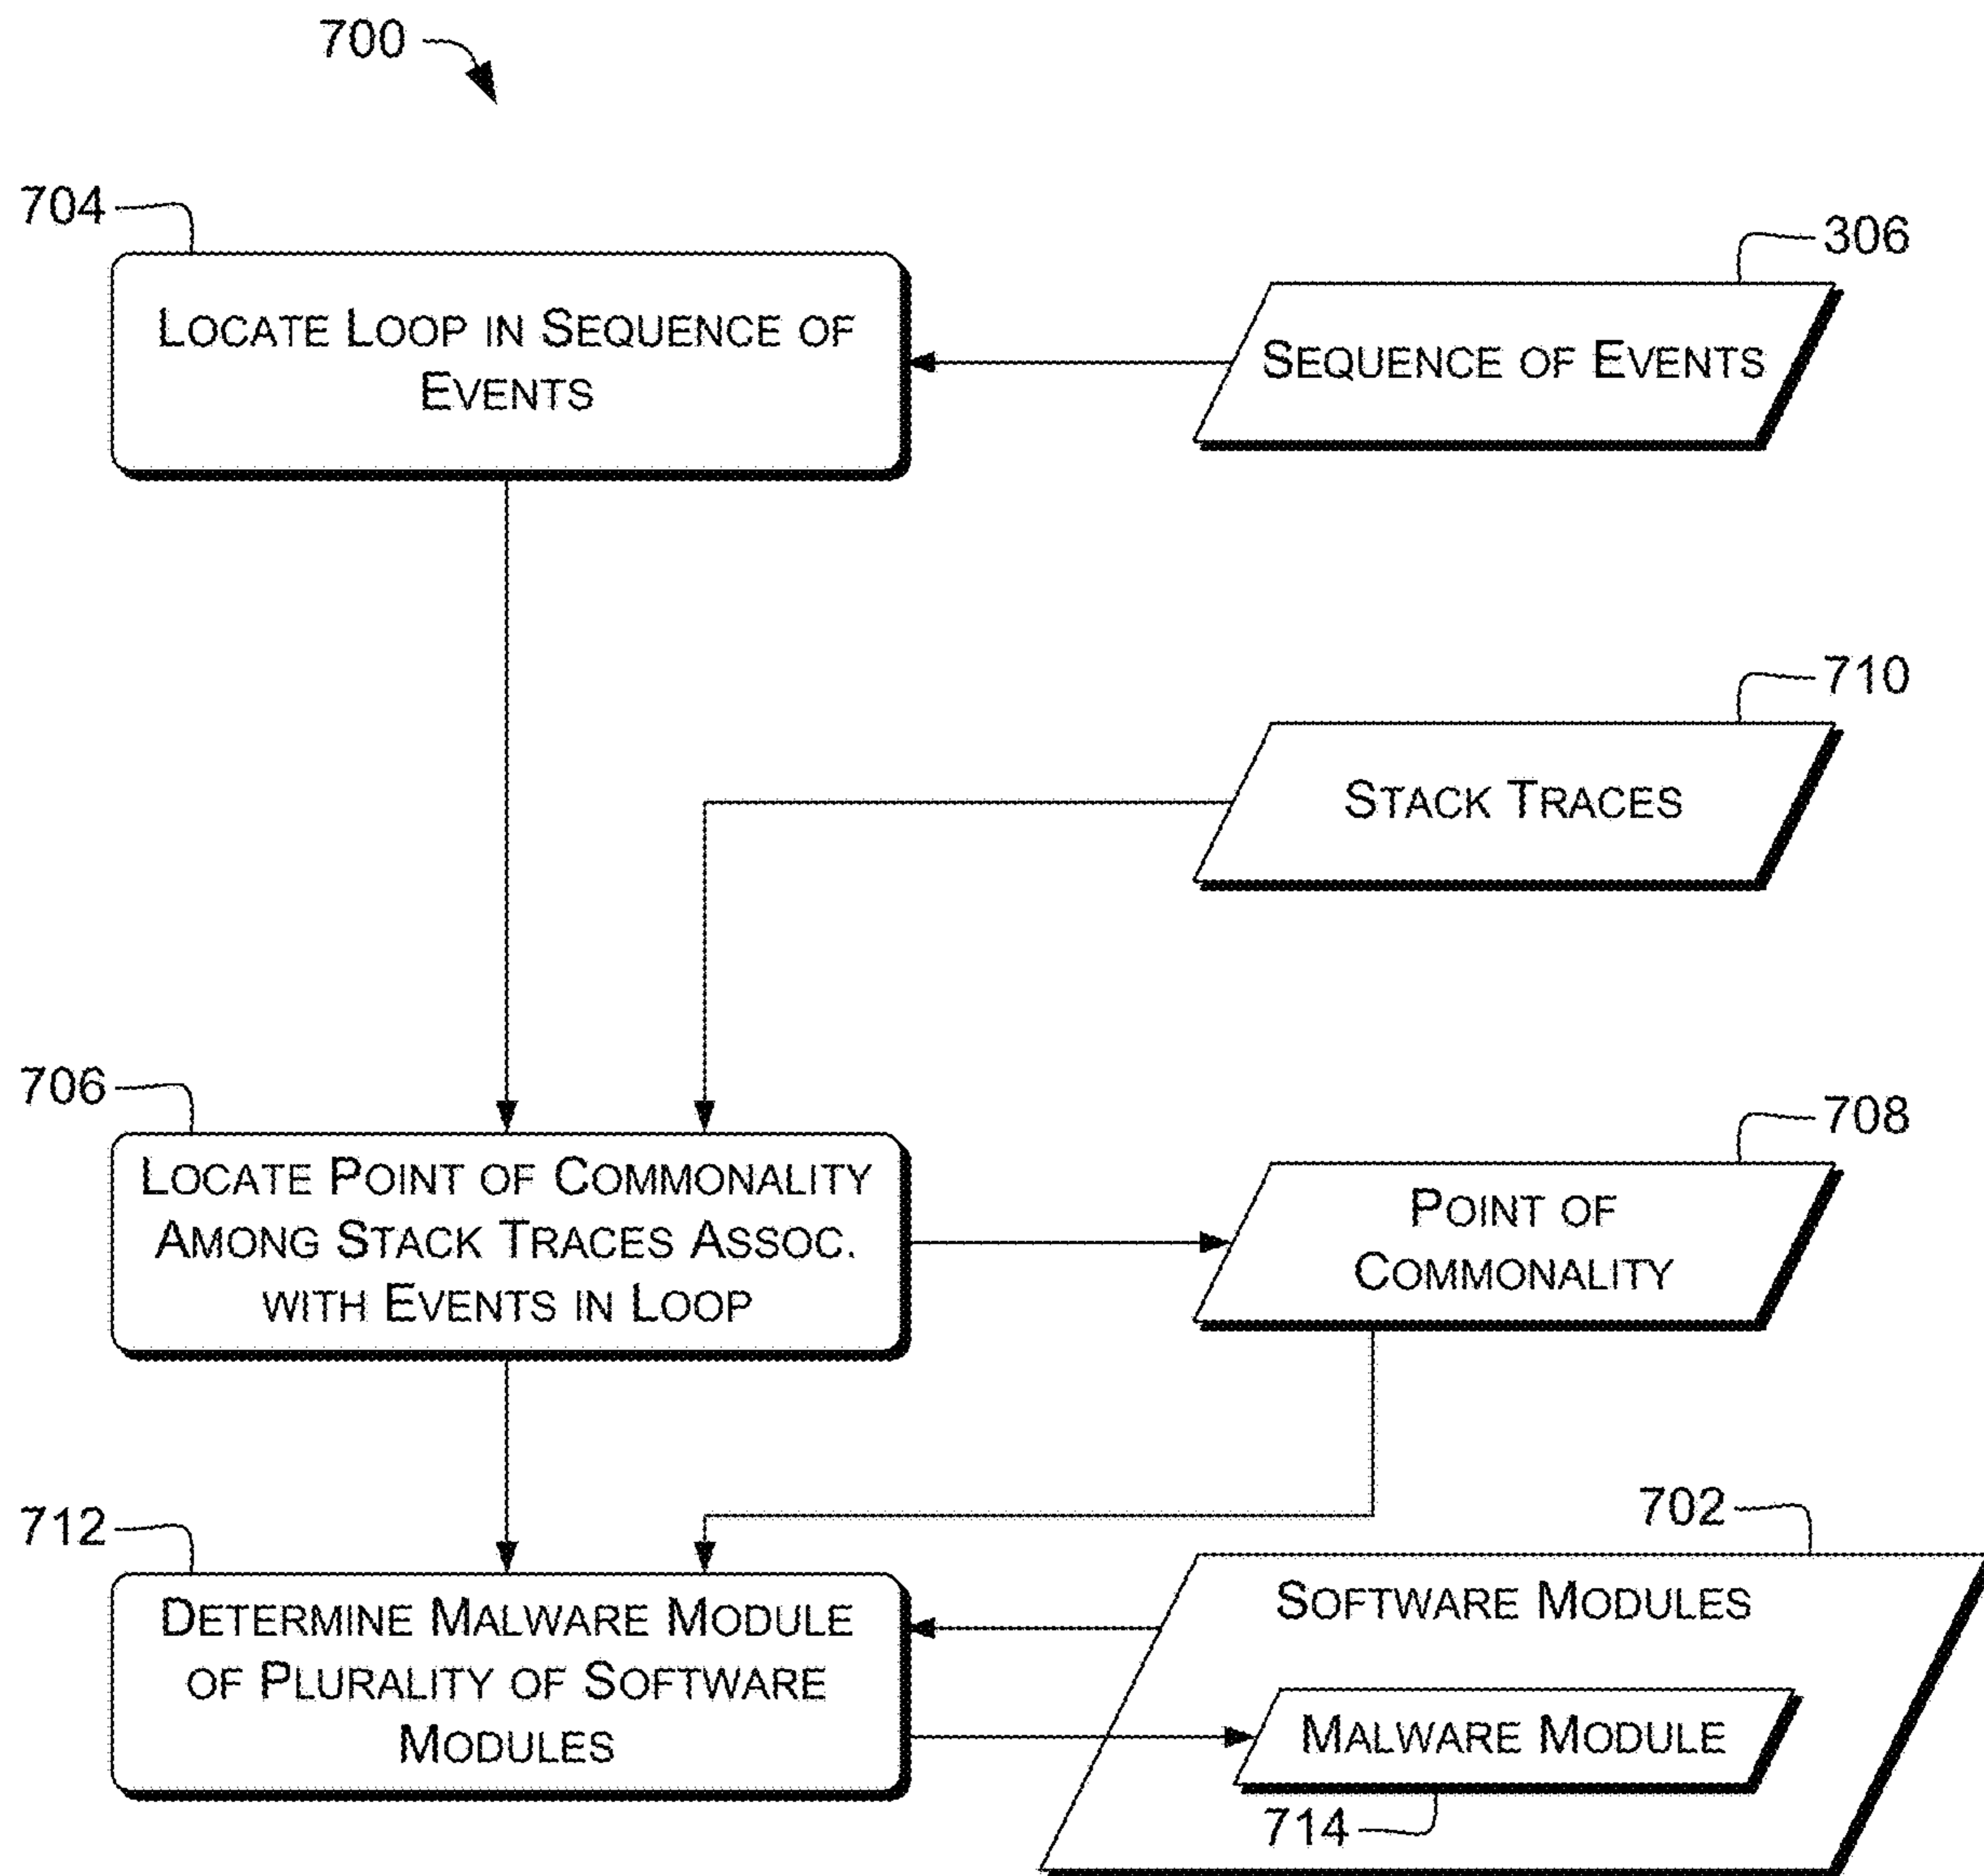 700
704
LOCATE LOOP IN SEQUENCE OF
EVENTS
306
SEQUENCE OF EVENTS
710
STACK TRACES
706
LOCATE POINT OF COMMONALITY
AMONG STACK TRACES ASSOC.
WITH EVENTS IN LOOP
708
POINT OF
COMMONALITY
712
DETERMINE MALWARE MODULE
OF PLURALITY OF SOFTWARE
MODULES
702
SOFTWARE MODULES
MALWARE MODULE
714